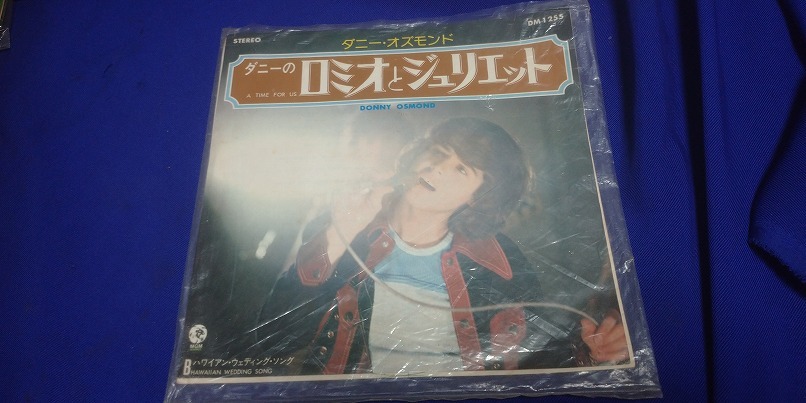 STEREO
DM 1255
ダニー・オズモンド
ダニーの ロミオとジュリエット
A TIME FOR US
DONNY OSMOND
MGM
B ハワイアン・ウェディング・ソング
HAWAIIAN WEDDING SONG